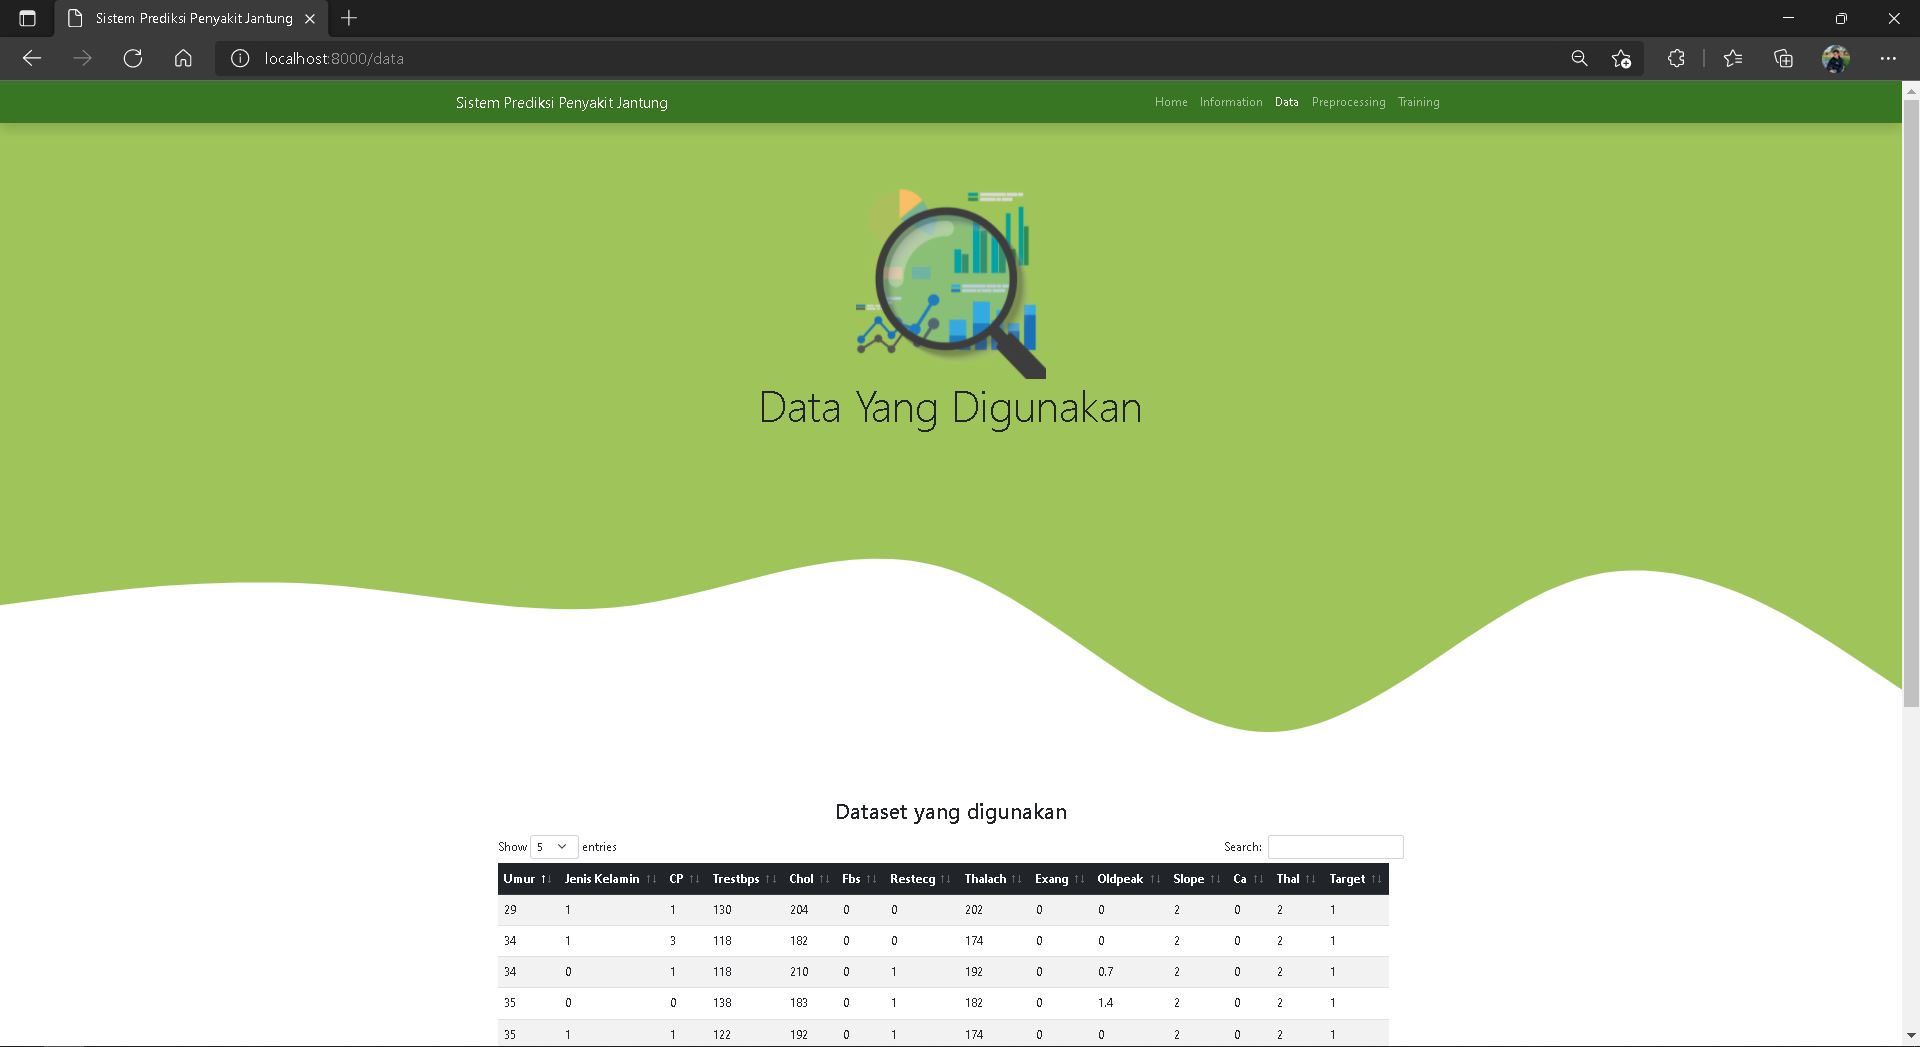 Sistem Prediksi Penyakit Jantung
localhost:8000/data
Sistem Prediksi Penyakit Jantung Home Information Data Preprocessing Training
Data Yang Digunakan
Dataset yang digunakan
Show 5 entries Search:
Umur Jenis Kelamin CP Trestbps Chol Fbs Restecg Thalach Exang Oldpeak Slope Ca Thal Target
29 1 1 130 204 0 0 202 0 0 2 0 2 1
34 1 3 118 182 0 0 174 0 0 2 0 2 1
34 0 1 118 210 0 1 192 0 0.7 2 0 2 1
35 0 0 138 183 0 1 182 0 1.4 2 0 2 1
35 1 1 122 192 0 1 174 0 0 2 0 2 1